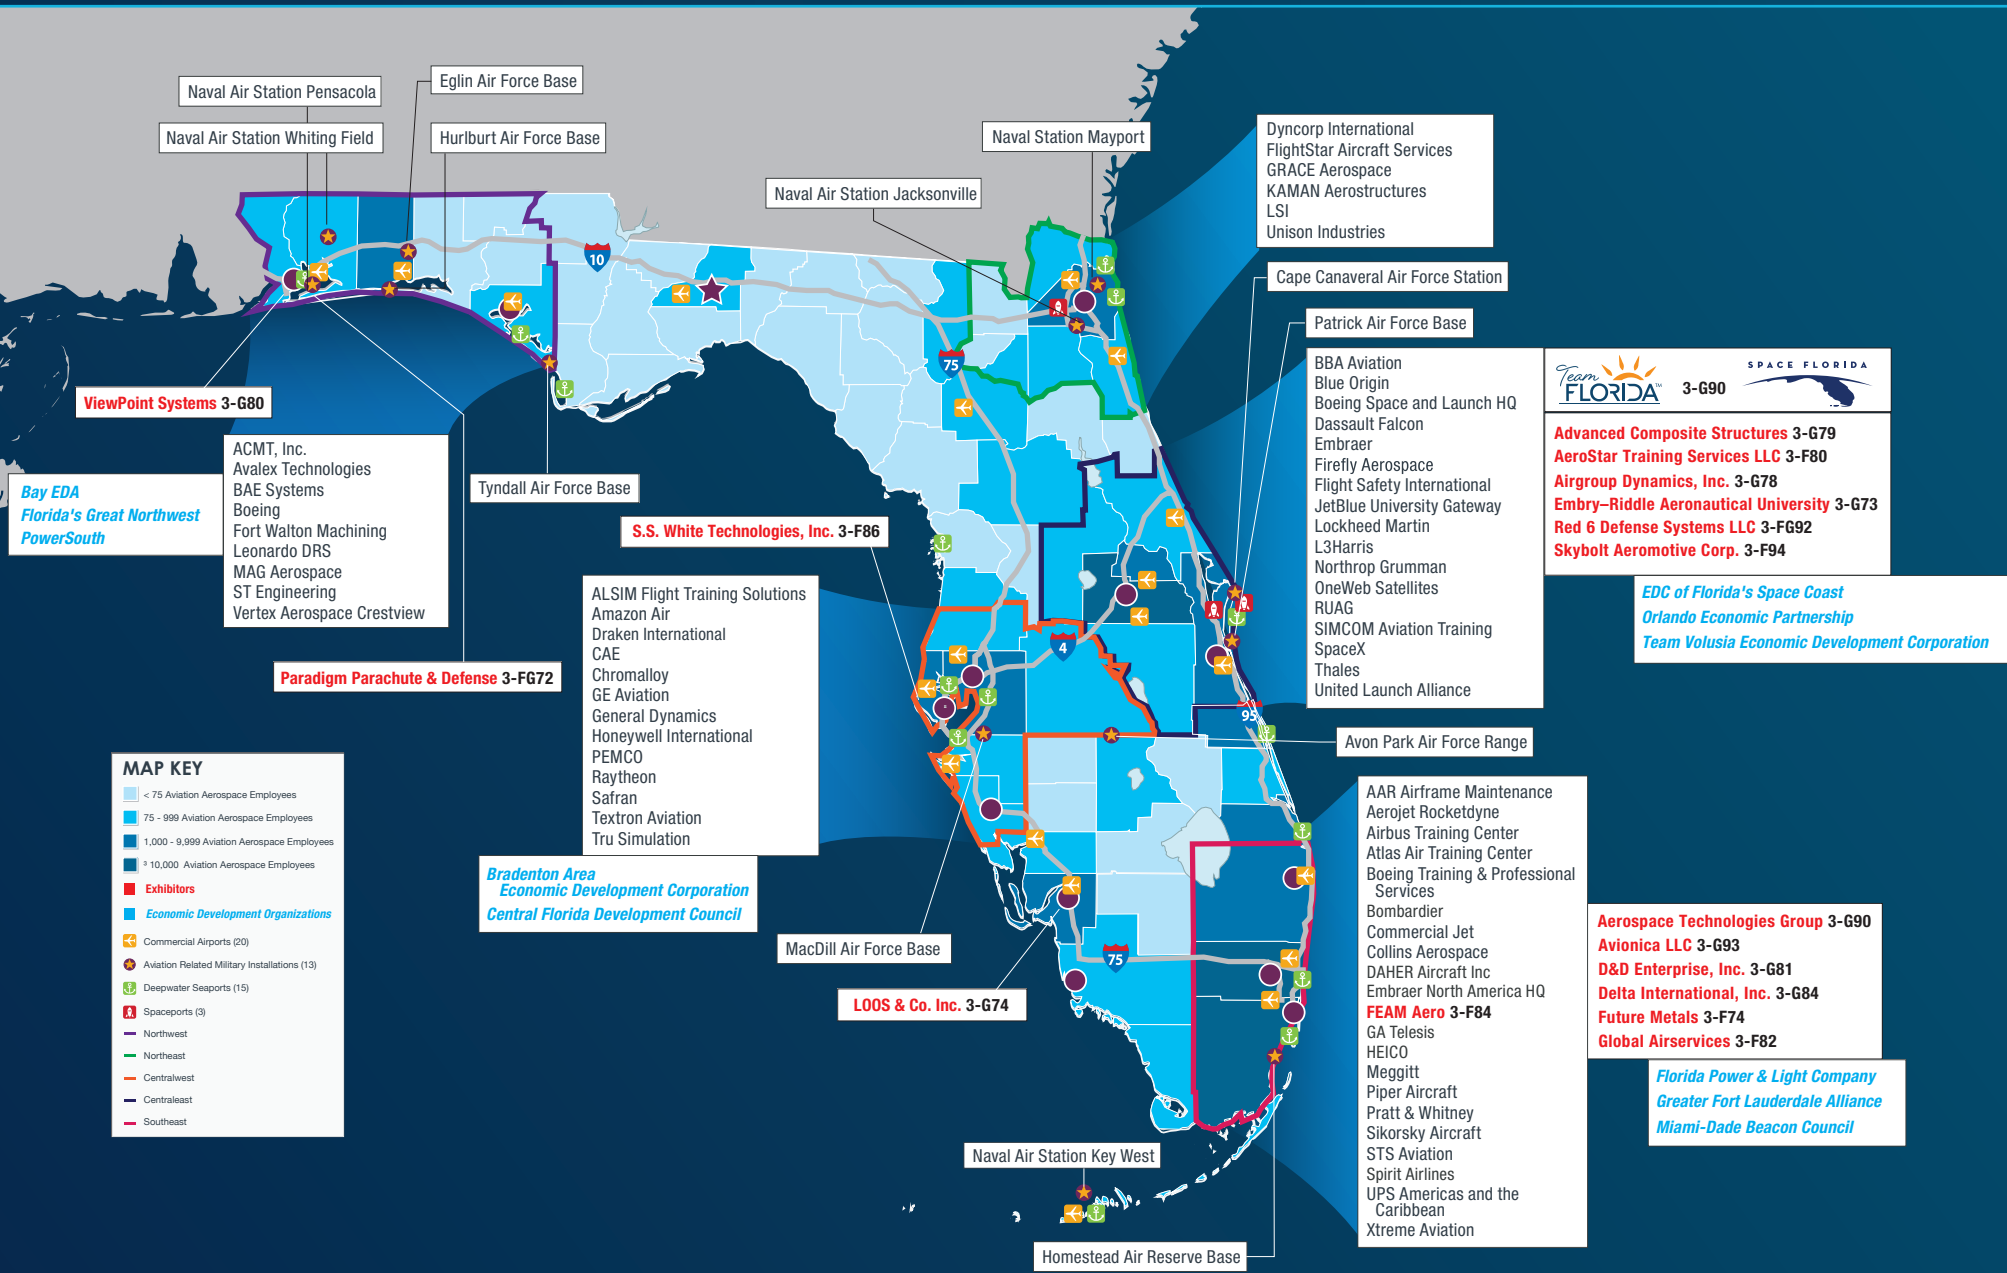 Naval Air Station Pensacola
Eglin Air Force Base
Naval Air Station Whiting Field
Hurlburt Air Force Base
Naval Station Mayport
Naval Air Station Jacksonville
Dyncorp International
FlightStar Aircraft Services
GRACE Aerospace
KAMAN Aerostructures
LSI
Unison Industries
Cape Canaveral Air Force Station
Patrick Air Force Base
10
75
ViewPoint Systems 3-G80
ACMT, Inc.
Avalex Technologies
BAE Systems
Boeing
Fort Walton Machining
Leonardo DRS
MAG Aerospace
ST Engineering
Vertex Aerospace Crestview
Bay EDA
Florida's Great Northwest
PowerSouth
Tyndall Air Force Base
Paradigm Parachute & Defense 3-FG72
S.S. White Technologies, Inc. 3-F86
BBA Aviation
Blue Origin
Boeing Space and Launch HQ
Dassault Falcon
Embraer
Firefly Aerospace
Flight Safety International
JetBlue University Gateway
Lockheed Martin
L3Harris
Northrop Grumman
OneWeb Satellites
RUAG
SIMCOM Aviation Training
SpaceX
Thales
United Launch Alliance
Team
FLORIDA™
3-G90
SPACE FLORIDA
Advanced Composite Structures 3-G79
AeroStar Training Services LLC 3-F80
Airgroup Dynamics, Inc. 3-G78
Embry–Riddle Aeronautical University 3-G73
Red 6 Defense Systems LLC 3-FG92
Skybolt Aeromotive Corp. 3-F94
EDC of Florida's Space Coast
Orlando Economic Partnership
Team Volusia Economic Development Corporation
ALSIM Flight Training Solutions
Amazon Air
Draken International
CAE
Chromalloy
GE Aviation
General Dynamics
Honeywell International
PEMCO
Raytheon
Safran
Textron Aviation
Tru Simulation
Bradenton Area
Economic Development Corporation
Central Florida Development Council
4
95
Avon Park Air Force Range
MacDill Air Force Base
LOOS & Co. Inc. 3-G74
75
MAP KEY
< 75 Aviation Aerospace Employees
75 - 999 Aviation Aerospace Employees
1,000 - 9,999 Aviation Aerospace Employees
³ 10,000 Aviation Aerospace Employees
Exhibitors
Economic Development Organizations
Commercial Airports (20)
Aviation Related Military Installations (13)
Deepwater Seaports (15)
Spaceports (3)
Northwest
Northeast
Centralwest
Centraleast
Southeast
AAR Airframe Maintenance
Aerojet Rocketdyne
Airbus Training Center
Atlas Air Training Center
Boeing Training & Professional
Services
Bombardier
Commercial Jet
Collins Aerospace
DAHER Aircraft Inc
Embraer North America HQ
FEAM Aero 3-F84
GA Telesis
HEICO
Meggitt
Piper Aircraft
Pratt & Whitney
Sikorsky Aircraft
STS Aviation
Spirit Airlines
UPS Americas and the
Caribbean
Xtreme Aviation
Aerospace Technologies Group 3-G90
Avionica LLC 3-G93
D&D Enterprise, Inc. 3-G81
Delta International, Inc. 3-G84
Future Metals 3-F74
Global Airservices 3-F82
Florida Power & Light Company
Greater Fort Lauderdale Alliance
Miami-Dade Beacon Council
Naval Air Station Key West
Homestead Air Reserve Base